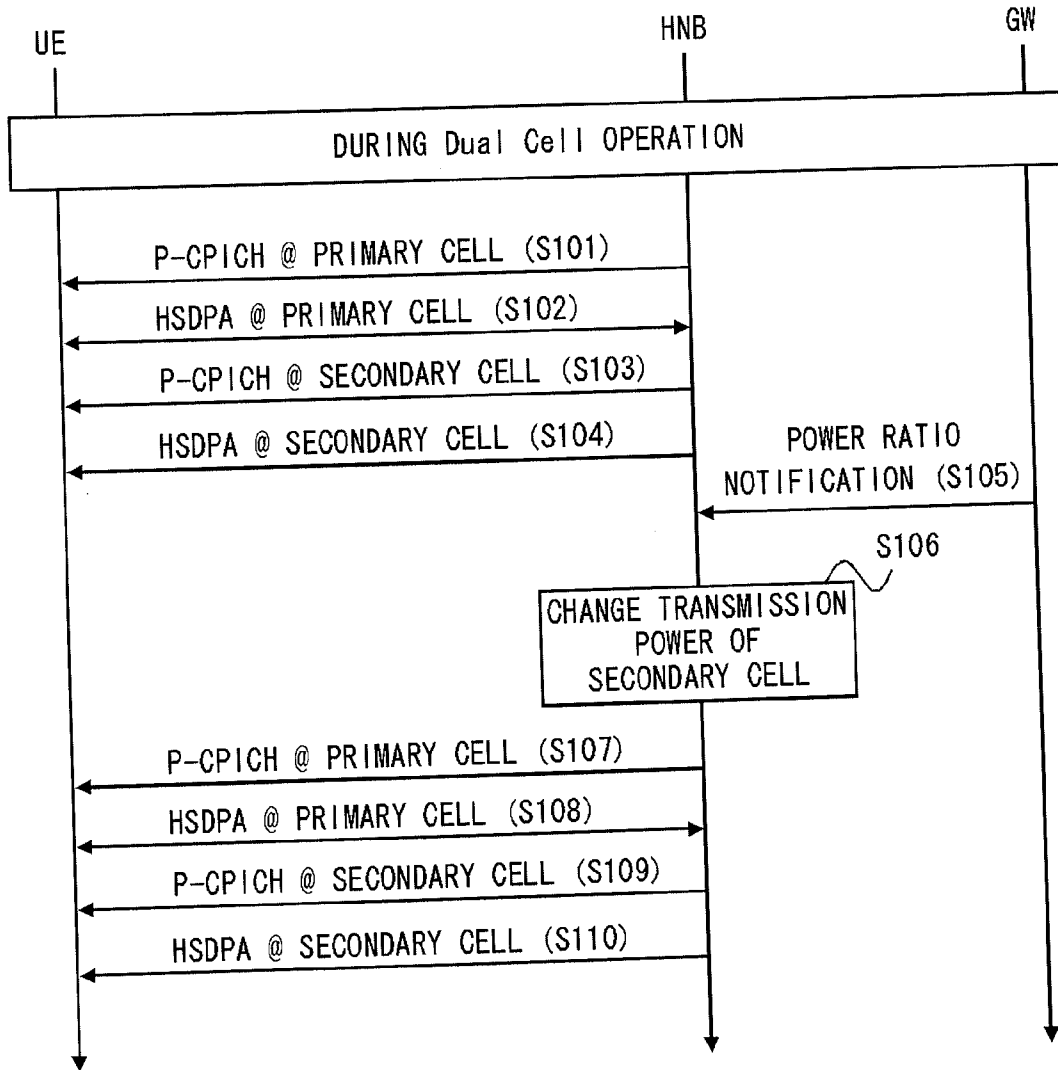 UE
HNB
GW
DURING Dual Cell OPERATION
P-CPICH @ PRIMARY CELL (S101)
HSDPA @ PRIMARY CELL (S102)
P-CPICH @ SECONDARY CELL (S103)
HSDPA @ SECONDARY CELL (S104)
POWER RATIO
NOTIFICATION (S105)
S106
CHANGE TRANSMISSION
POWER OF
SECONDARY CELL
P-CPICH @ PRIMARY CELL (S107)
HSDPA @ PRIMARY CELL (S108)
P-CPICH @ SECONDARY CELL (S109)
HSDPA @ SECONDARY CELL (S110)